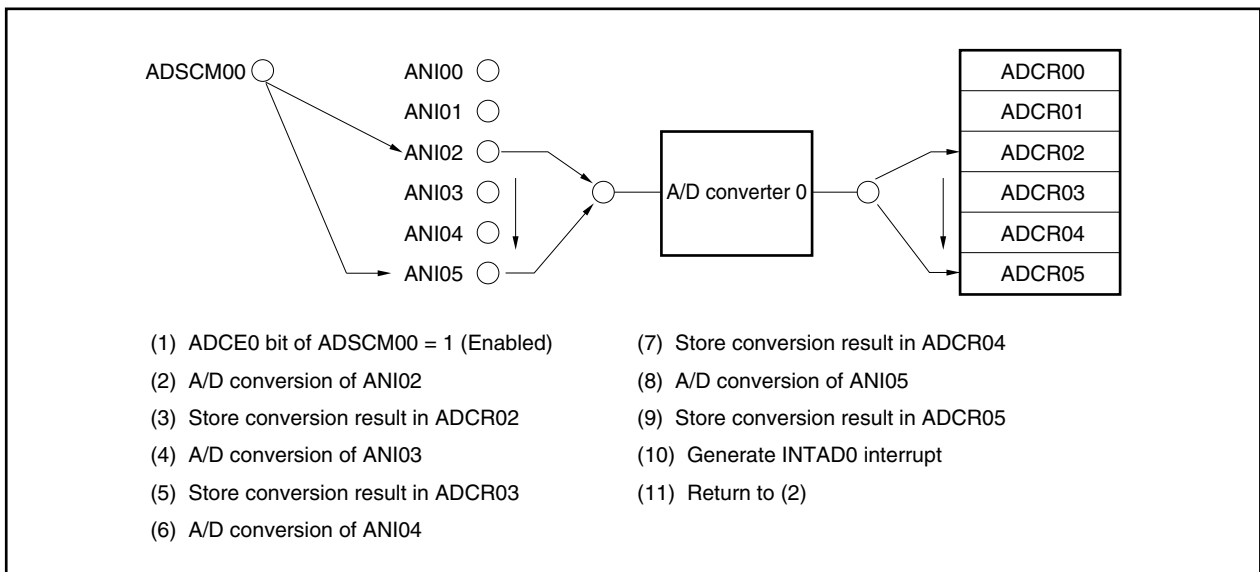 ADSCM00
ANI00
ANI01
ANI02
ANI03
ANI04
ANI05
A/D converter 0
ADCR00
ADCR01
ADCR02
ADCR03
ADCR04
ADCR05
(1) ADCE0 bit of ADSCM00 = 1 (Enabled)
(2) A/D conversion of ANI02
(3) Store conversion result in ADCR02
(4) A/D conversion of ANI03
(5) Store conversion result in ADCR03
(6) A/D conversion of ANI04
(7) Store conversion result in ADCR04
(8) A/D conversion of ANI05
(9) Store conversion result in ADCR05
(10) Generate INTAD0 interrupt
(11) Return to (2)